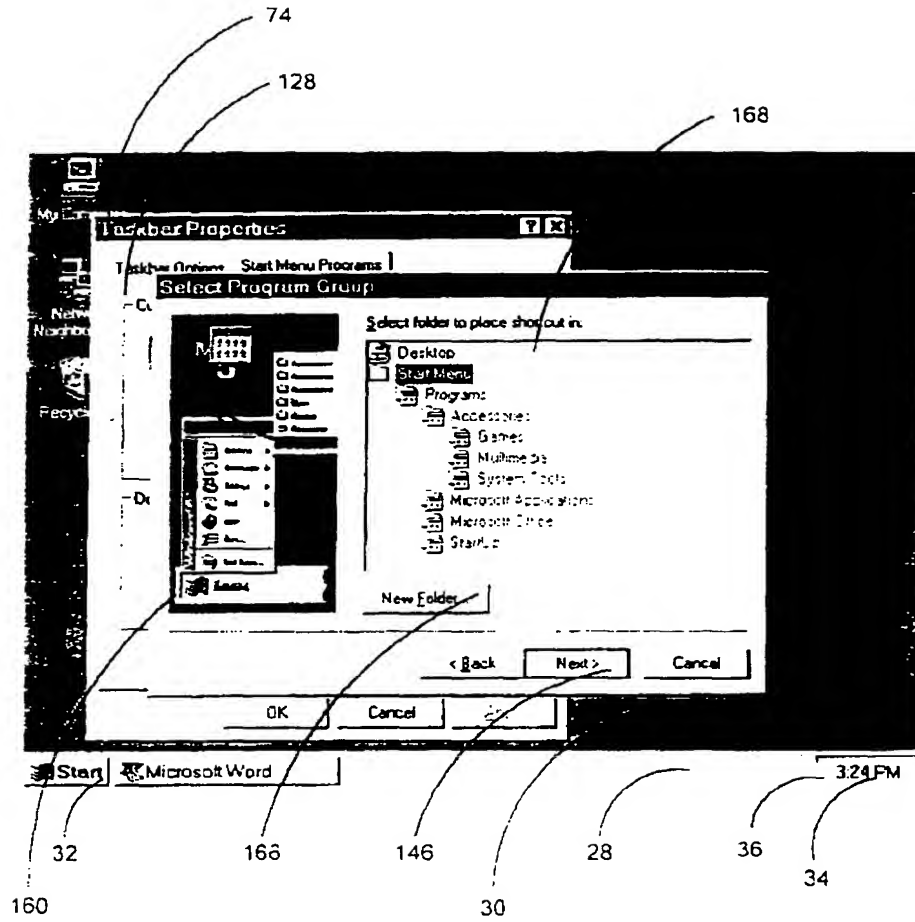 74
128
168
My
Taskbar Properties
Taskbar Options Start Menu Programs
Select Program Group
Select folder to place shortcut in:
Desktop
Start Menu
Programs
Accessories
Games
Multimedia
System Tools
Microsoft Applications
Microsoft Office
StartUp
New Folder
< Back Next > Cancel
OK Cancel
Start Microsoft Word 3:24 PM
32 166 146 28 36 34
160 30